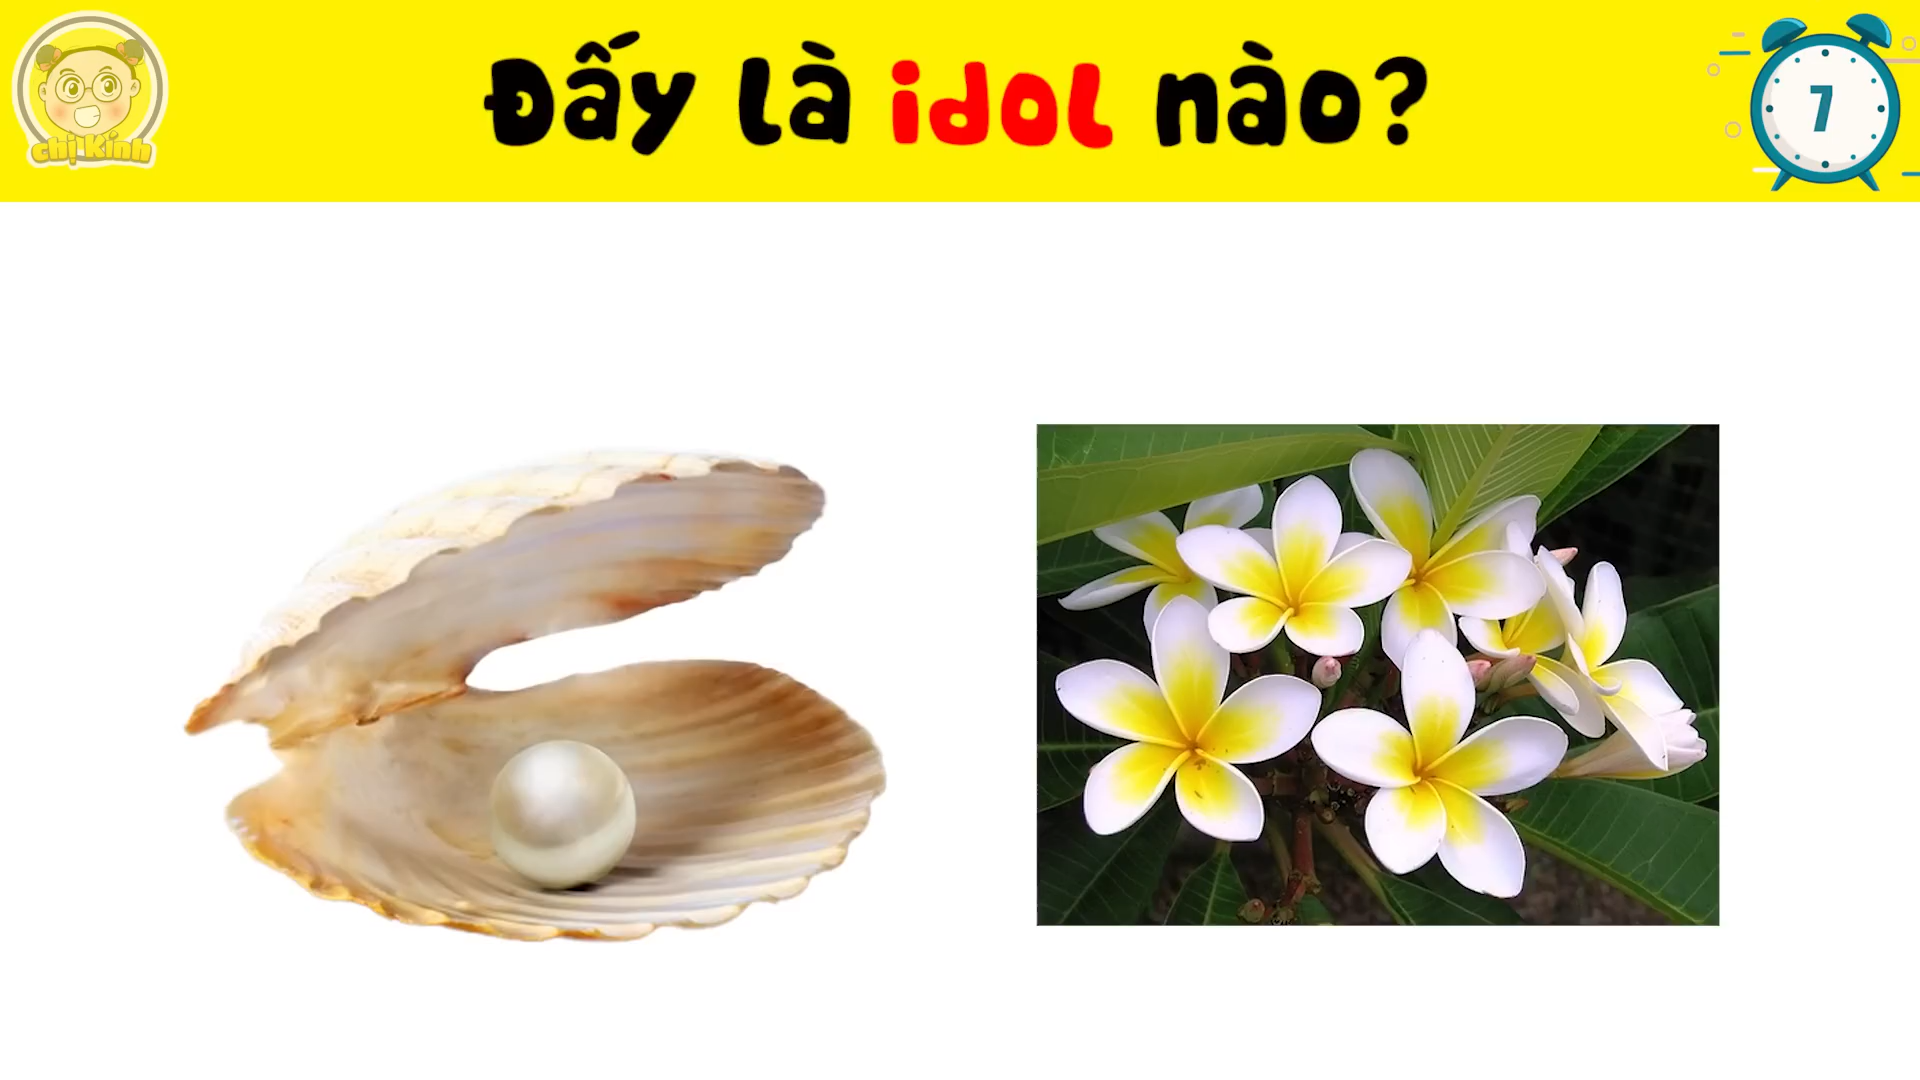 Đấy là idol nào?
7
chị Kính